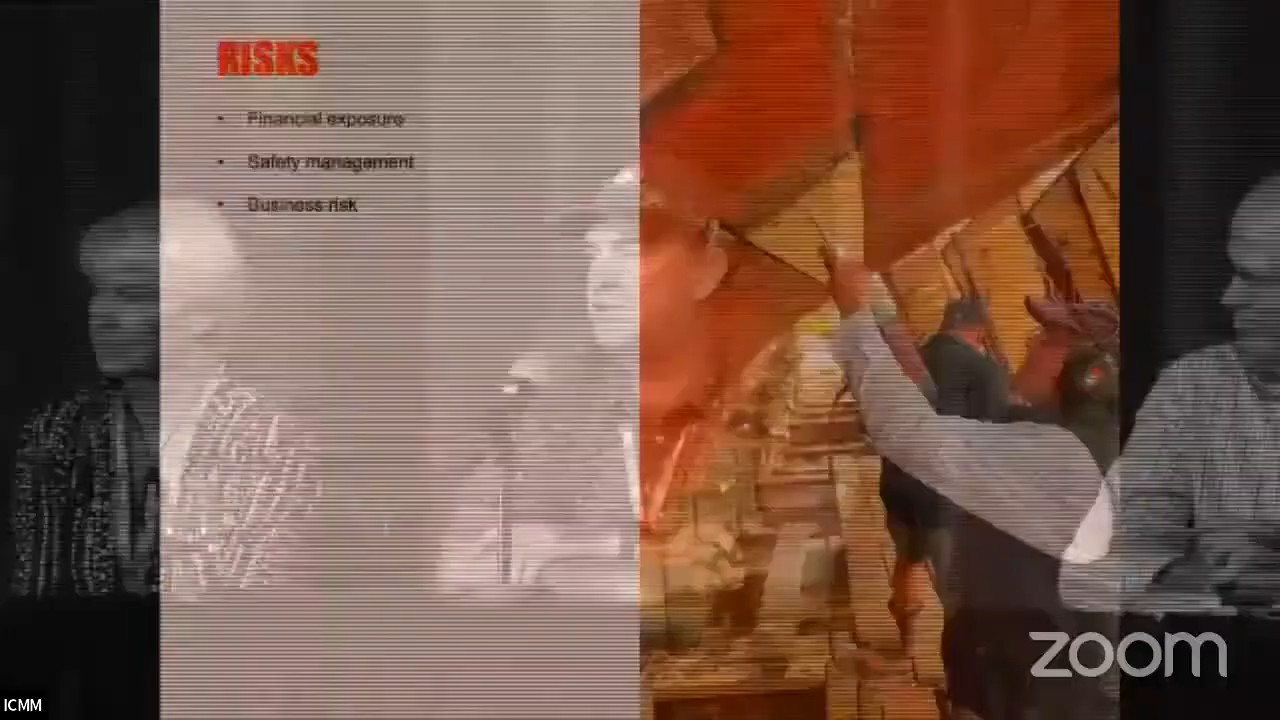 RISKS
• Financial exposure
• Safety management
• Business risk
zoom
ICMM